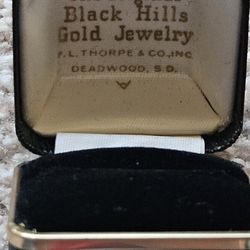 Black Hills
Gold Jewelry
F.L. THORPE & CO., INC.
DEADWOOD, S.D.